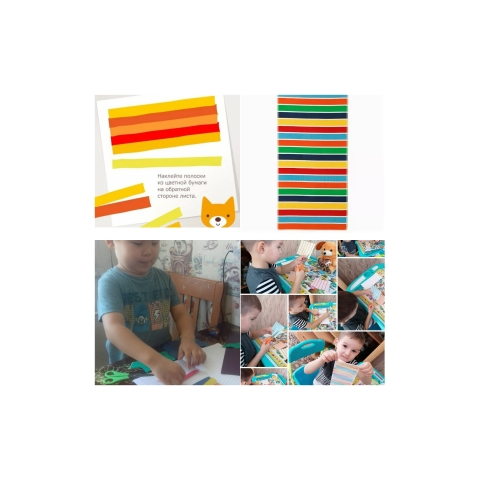 Наклейте полоски
из цветной бумаги
на обратной
стороне листа.